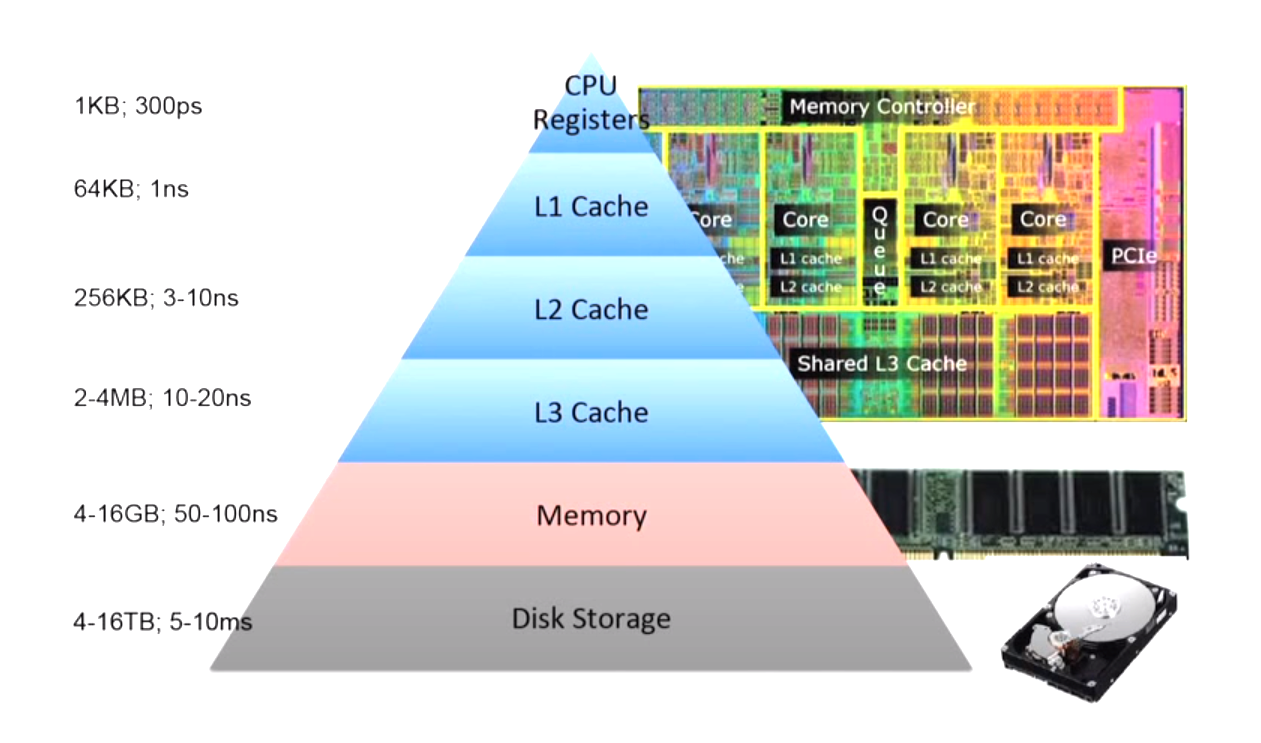 CPU
Registers
L1 Cache
L2 Cache
L3 Cache
Memory
Disk Storage
1KB; 300ps
64KB; 1ns
256KB; 3-10ns
2-4MB; 10-20ns
4-16GB; 50-100ns
4-16TB; 5-10ms
Memory Controller
Core
Core
Core
Core
Queue
L1 cache
L1 cache
L1 cache
L2 cache
L2 cache
L2 cache
PCIe
Shared L3 Cache